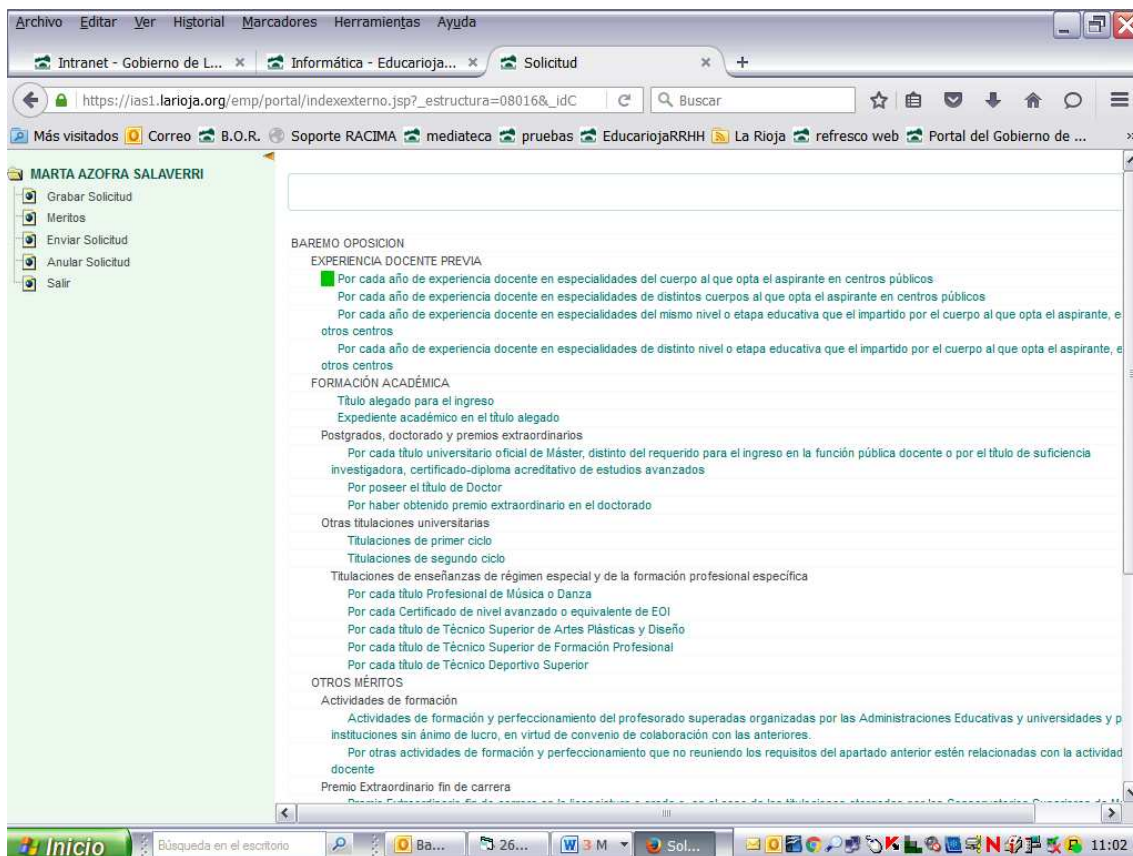 Archivo Editar Ver Historial Marcadores Herramientas Ayuda
Intranet - Gobierno de L... × Informática - Educarioja... × Solicitud × +
https://ias1.larioja.org/emp/portal/indexexterno.jsp?_estructura=08016&_idC Buscar
Más visitados Correo B.O.R. Soporte RACIMA mediateca pruebas EducariojaRRHH La Rioja refresco web Portal del Gobierno de ... »
MARTA AZOFRA SALAVERRI
Grabar Solicitud
Meritos
Enviar Solicitud
Anular Solicitud
Salir
BAREMO OPOSICION
EXPERIENCIA DOCENTE PREVIA
Por cada año de experiencia docente en especialidades del cuerpo al que opta el aspirante en centros públicos
Por cada año de experiencia docente en especialidades de distintos cuerpos al que opta el aspirante en centros públicos
Por cada año de experiencia docente en especialidades del mismo nivel o etapa educativa que el impartido por el cuerpo al que opta el aspirante, e
otros centros
Por cada año de experiencia docente en especialidades de distinto nivel o etapa educativa que el impartido por el cuerpo al que opta el aspirante, e
otros centros
FORMACIÓN ACADÉMICA
Título alegado para el ingreso
Expediente académico en el título alegado
Postgrados, doctorado y premios extraordinarios
Por cada título universitario oficial de Máster, distinto del requerido para el ingreso en la función pública docente o por el título de suficiencia
investigadora, certificado-diploma acreditativo de estudios avanzados
Por poseer el título de Doctor
Por haber obtenido premio extraordinario en el doctorado
Otras titulaciones universitarias
Titulaciones de primer ciclo
Titulaciones de segundo ciclo
Titulaciones de enseñanzas de régimen especial y de la formación profesional específica
Por cada título Profesional de Música o Danza
Por cada Certificado de nivel avanzado o equivalente de EOI
Por cada título de Técnico Superior de Artes Plásticas y Diseño
Por cada título de Técnico Superior de Formación Profesional
Por cada título de Técnico Deportivo Superior
OTROS MÉRITOS
Actividades de formación
Actividades de formación y perfeccionamiento del profesorado superadas organizadas por las Administraciones Educativas y universidades y p
instituciones sin ánimo de lucro, en virtud de convenio de colaboración con las anteriores.
Por otras actividades de formación y perfeccionamiento que no reuniendo los requisitos del apartado anterior estén relacionadas con la actividad
docente
Premio Extraordinario fin de carrera
Inicio Búsqueda en el escritorio Ba... 26... 3 M Sol... 11:02